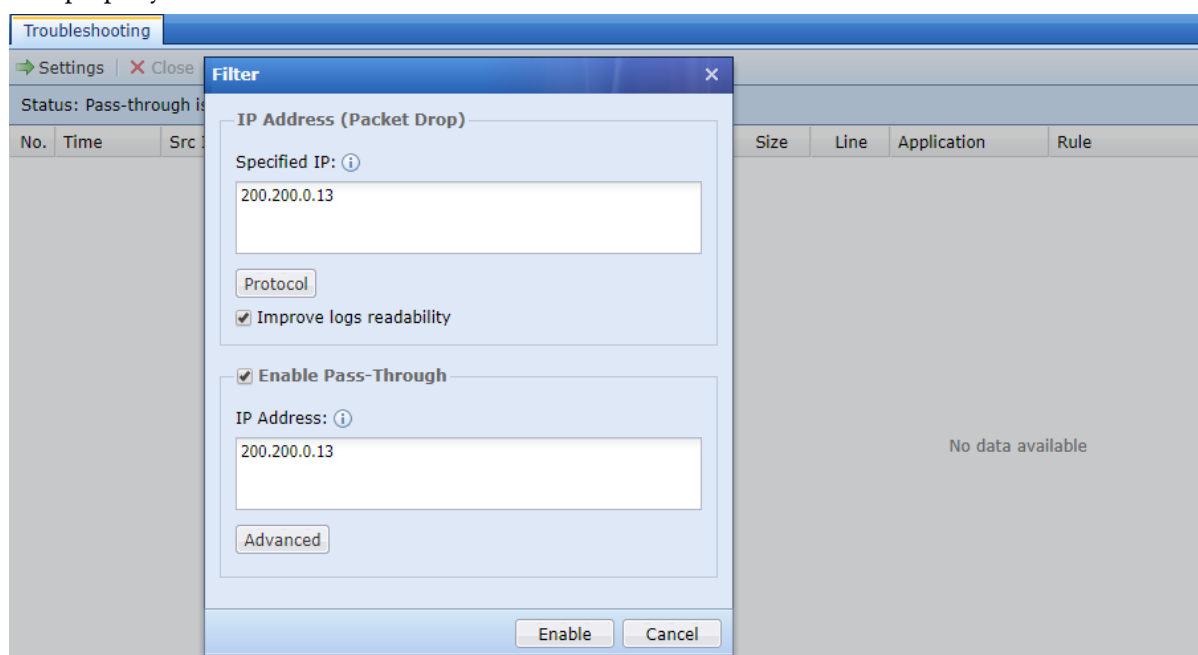 Troubleshooting
Settings Close
Filter
Status: Pass-through is
No. Time Src Size Line Application Rule
IP Address (Packet Drop)
Specified IP:
200.200.0.13
Protocol
Improve logs readability
Enable Pass-Through
IP Address:
200.200.0.13
No data available
Advanced
Enable Cancel